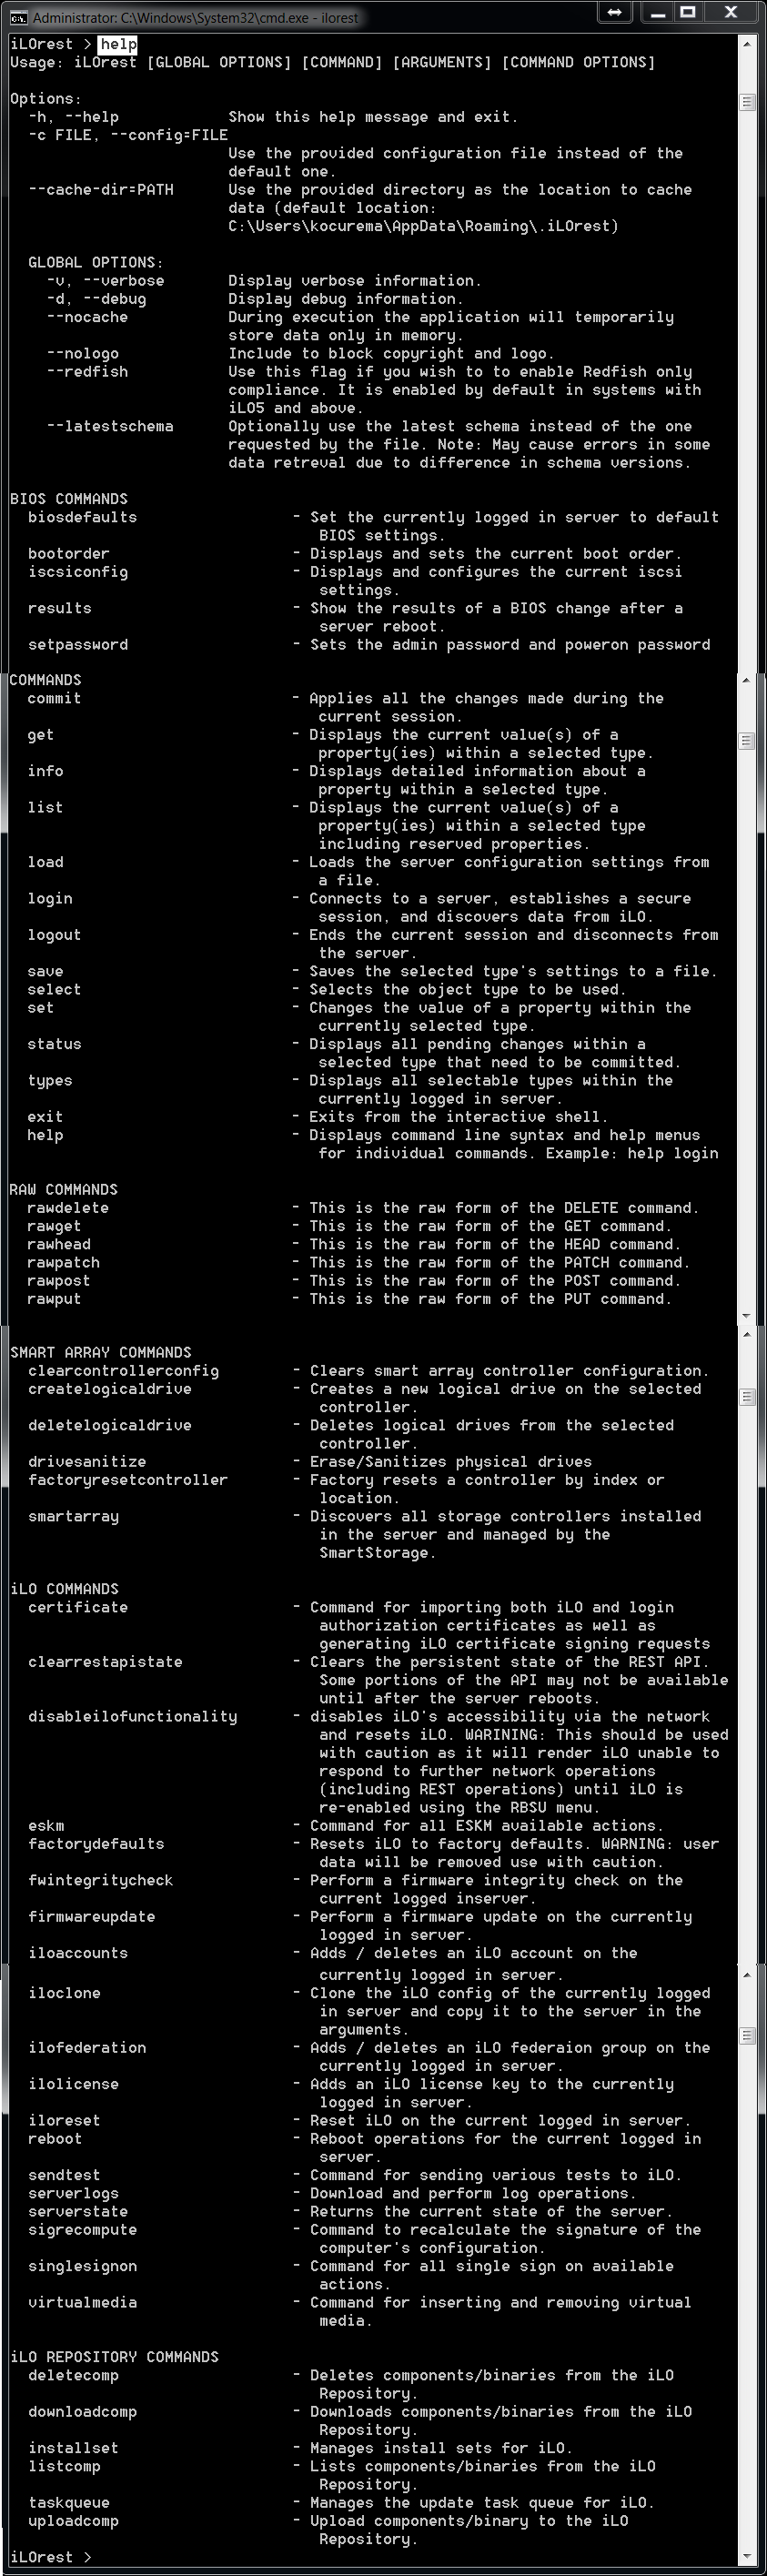 Administrator: C:\Windows\System32\cmd.exe - ilorest
iLOrest > help
Usage: iLOrest [GLOBAL OPTIONS] [COMMAND] [ARGUMENTS] [COMMAND OPTIONS]
Options:
-h, --help Show this help message and exit.
-c FILE, --config=FILE
Use the provided configuration file instead of the
default one.
--cache-dir=PATH Use the provided directory as the location to cache
data (default location:
C:\Users\kocurema\AppData\Roaming\.iLOrest)
GLOBAL OPTIONS:
-v, --verbose Display verbose information.
-d, --debug Display debug information.
--nocache During execution the application will temporarily
store data only in memory.
--nologo Include to block copyright and logo.
--redfish Use this flag if you wish to to enable Redfish only
compliance. It is enabled by default in systems with
iLO5 and above.
--latestschema Optionally use the latest schema instead of the one
requested by the file. Note: May cause errors in some
data retreval due to difference in schema versions.
BIOS COMMANDS
biosdefaults - Set the currently logged in server to default
BIOS settings.
bootorder - Displays and sets the current boot order.
iscsiconfig - Displays and configures the current iscsi
settings.
results - Show the results of a BIOS change after a
server reboot.
setpassword - Sets the admin password and poweron password
COMMANDS
commit - Applies all the changes made during the
current session.
get - Displays the current value(s) of a
property(ies) within a selected type.
info - Displays detailed information about a
property within a selected type.
list - Displays the current value(s) of a
property(ies) within a selected type
including reserved properties.
load - Loads the server configuration settings from
a file.
login - Connects to a server, establishes a secure
session, and discovers data from iLO.
logout - Ends the current session and disconnects from
the server.
save - Saves the selected type's settings to a file.
select - Selects the object type to be used.
set - Changes the value of a property within the
currently selected type.
status - Displays all pending changes within a
selected type that need to be committed.
types - Displays all selectable types within the
currently logged in server.
exit - Exits from the interactive shell.
help - Displays command line syntax and help menus
for individual commands. Example: help login
RAW COMMANDS
rawdelete - This is the raw form of the DELETE command.
rawget - This is the raw form of the GET command.
rawhead - This is the raw form of the HEAD command.
rawpatch - This is the raw form of the PATCH command.
rawpost - This is the raw form of the POST command.
rawput - This is the raw form of the PUT command.
SMART ARRAY COMMANDS
clearcontrollerconfig - Clears smart array controller configuration.
createlogicaldrive - Creates a new logical drive on the selected
controller.
deletelogicaldrive - Deletes logical drives from the selected
controller.
drivesanitize - Erase/Sanitizes physical drives
factoryresetcontroller - Factory resets a controller by index or
location.
smartarray - Discovers all storage controllers installed
in the server and managed by the
SmartStorage.
iLO COMMANDS
certificate - Command for importing both iLO and login
authorization certificates as well as
generating iLO certificate signing requests
clearrestapistate - Clears the persistent state of the REST API.
Some portions of the API may not be available
until after the server reboots.
disableilofunctionality - disables iLO's accessibility via the network
and resets iLO. WARINING: This should be used
with caution as it will render iLO unable to
respond to further network operations
(including REST operations) until iLO is
re-enabled using the RBSU menu.
eskm - Command for all ESKM available actions.
factorydefaults - Resets iLO to factory defaults. WARNING: user
data will be removed use with caution.
fwintegritycheck - Perform a firmware integrity check on the
current logged inserver.
firmwareupdate - Perform a firmware update on the currently
logged in server.
iloaccounts - Adds / deletes an iLO account on the
currently logged in server.
iloclone - Clone the iLO config of the currently logged
in server and copy it to the server in the
arguments.
ilofederation - Adds / deletes an iLO federaion group on the
currently logged in server.
ilolicense - Adds an iLO license key to the currently
logged in server.
iloreset - Reset iLO on the current logged in server.
reboot - Reboot operations for the current logged in
server.
sendtest - Command for sending various tests to iLO.
serverlogs - Download and perform log operations.
serverstate - Returns the current state of the server.
sigrecompute - Command to recalculate the signature of the
computer's configuration.
singlesignon - Command for all single sign on available
actions.
virtualmedia - Command for inserting and removing virtual
media.
iLO REPOSITORY COMMANDS
deletecomp - Deletes components/binaries from the iLO
Repository.
downloadcomp - Downloads components/binaries from the iLO
Repository.
installset - Manages install sets for iLO.
listcomp - Lists components/binaries from the iLO
Repository.
taskqueue - Manages the update task queue for iLO.
uploadcomp - Upload components/binary to the iLO
Repository.
iLOrest >